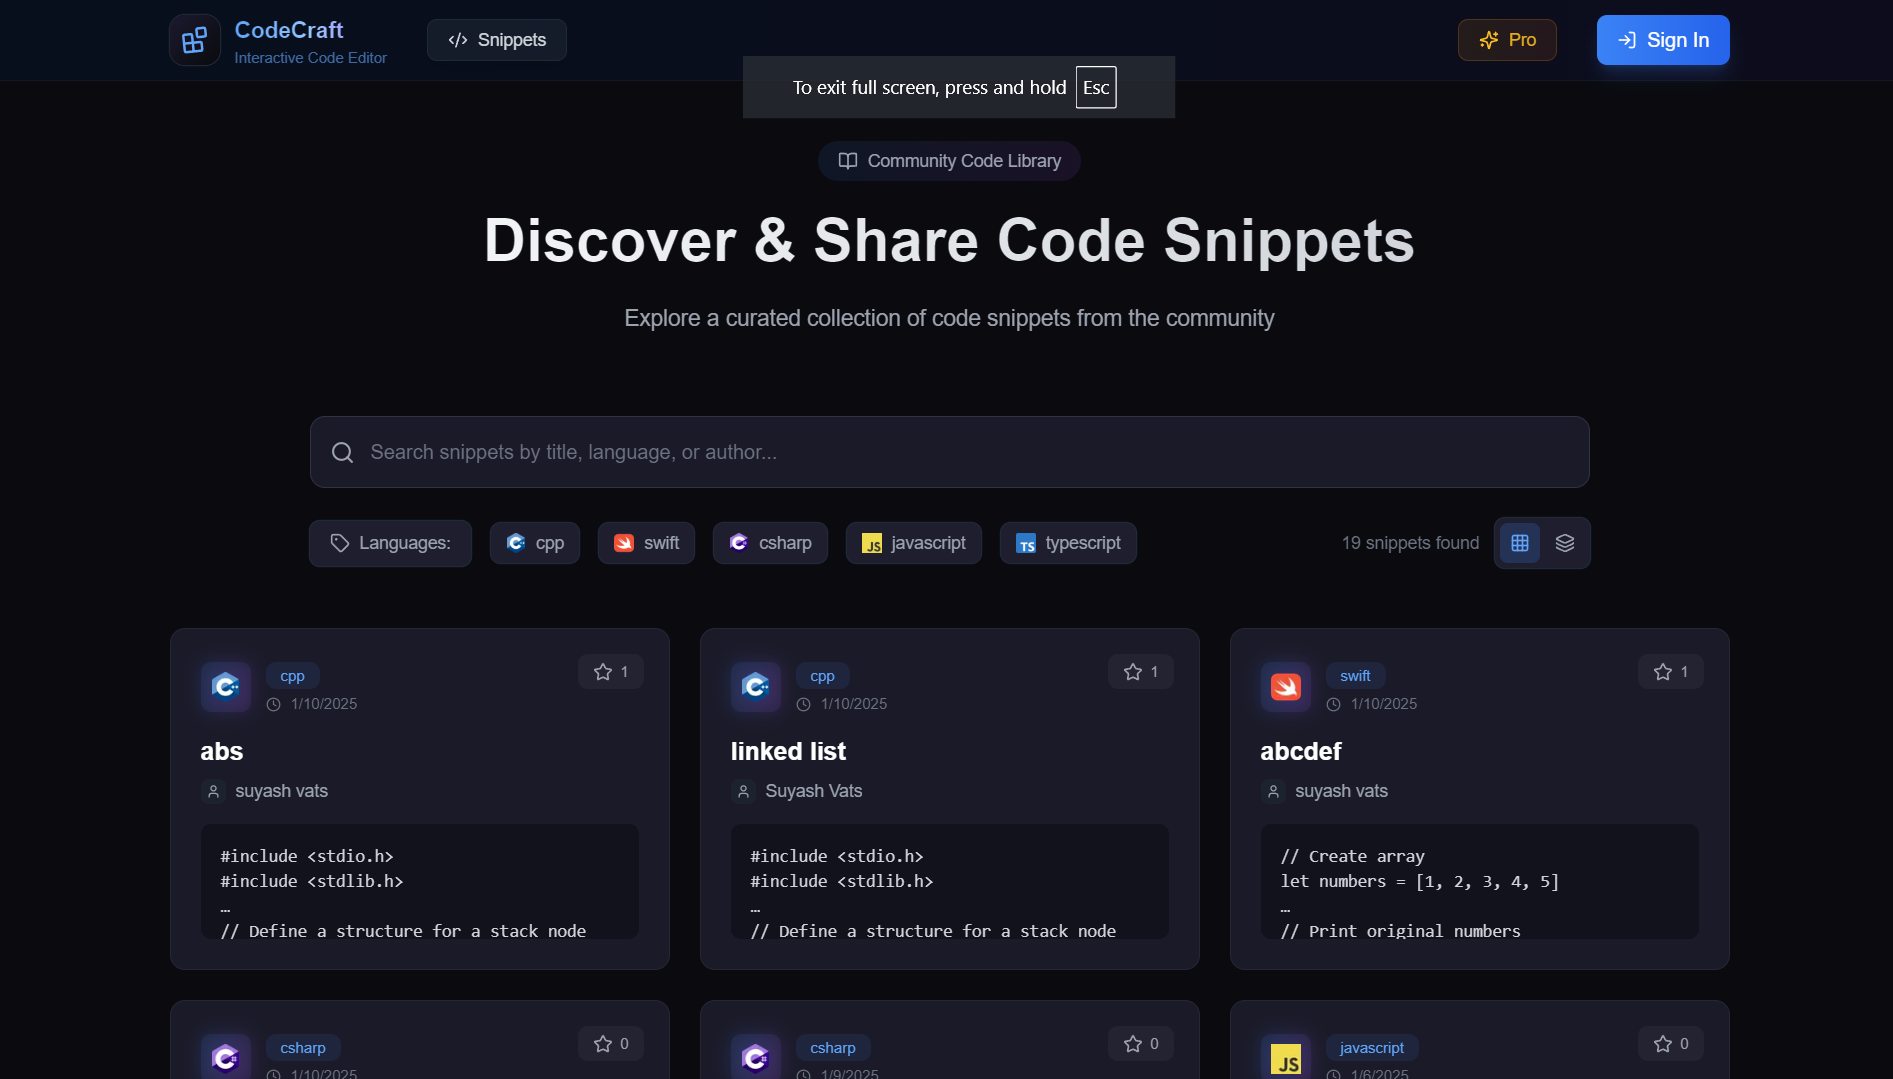 CodeCraft
Interactive Code Editor
</> Snippets
Pro
Sign In
To exit full screen, press and hold Esc
Community Code Library
Discover & Share Code Snippets
Explore a curated collection of code snippets from the community
Search snippets by title, language, or author...
Languages:
cpp
swift
csharp
JS javascript
TS typescript
19 snippets found
C++ cpp
1
1/10/2025
abs
suyash vats
#include <stdio.h>
#include <stdlib.h>
…
// Define a structure for a stack node
C++ cpp
1
1/10/2025
linked list
Suyash Vats
#include <stdio.h>
#include <stdlib.h>
…
// Define a structure for a stack node
swift
1
1/10/2025
abcdef
suyash vats
// Create array
let numbers = [1, 2, 3, 4, 5]
…
// Print original numbers
C# csharp
0
1/10/2025
C# csharp
0
1/9/2025
JS javascript
0
1/6/2025